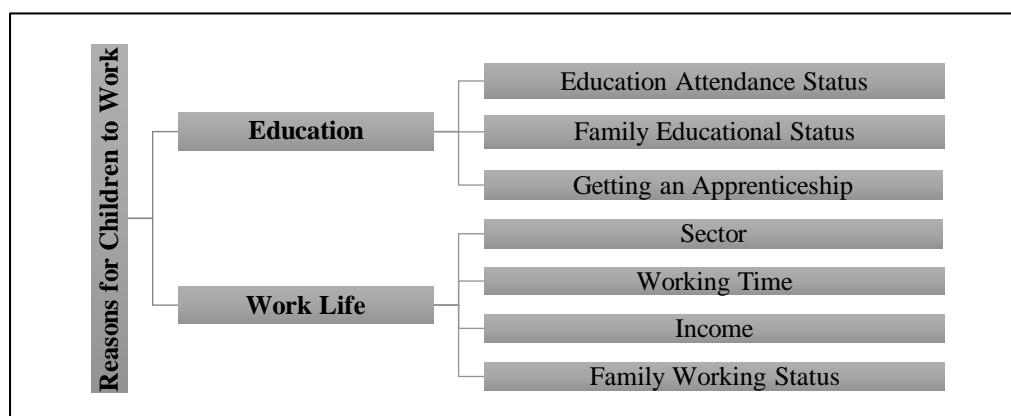 Reasons for Children to Work
Education
Education Attendance Status
Family Educational Status
Getting an Apprenticeship
Work Life
Sector
Working Time
Income
Family Working Status